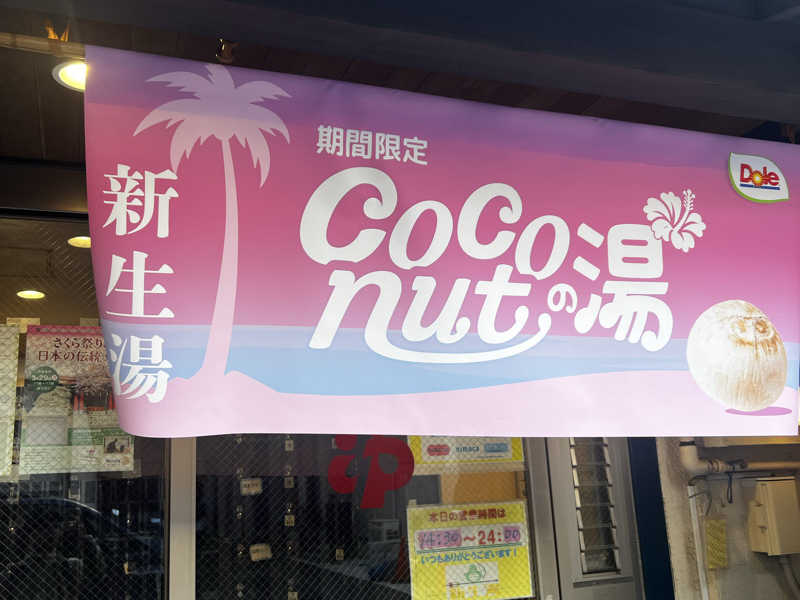 期間限定
Coco
nutの湯
Dole
新生湯
さくら祭り
日本の伝統
本日の営業時間は
14:30～24:00
いつもありがとうございます!
nimoca